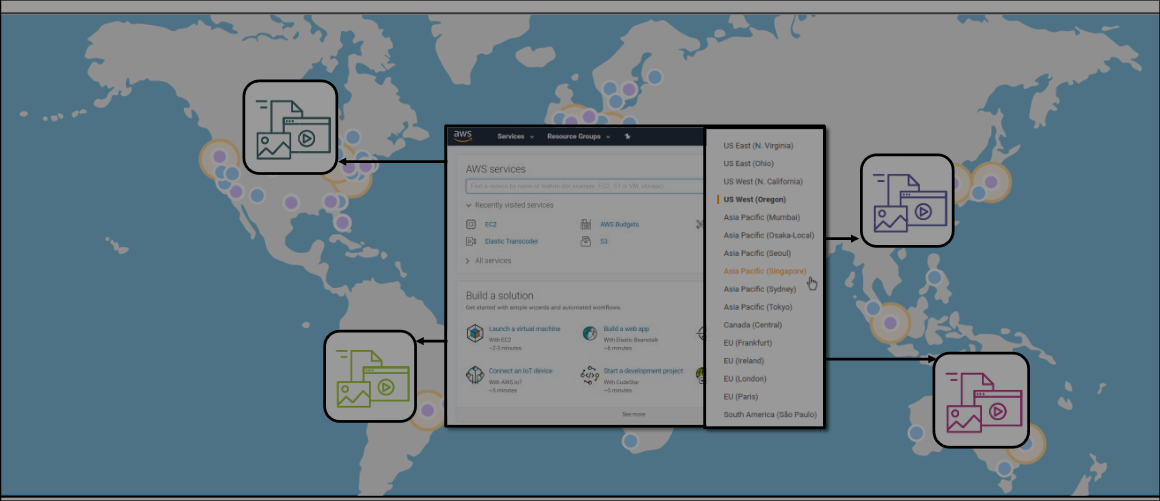 aws
Services
Resource Groups
AWS services
Find a service by name or feature (for example, EC2, S3 or VM, storage).
Recently visited services
EC2
AWS Budgets
Elastic Transcoder
S3
All services
Build a solution
Get started with simple wizards and automated workflows.
Launch a virtual machine
With EC2
~2-3 minutes
Build a web app
With Elastic Beanstalk
~6 minutes
Connect an IoT device
With AWS IoT
~5 minutes
Start a development project
With CodeStar
~5 minutes
See more
US East (N. Virginia)
US East (Ohio)
US West (N. California)
US West (Oregon)
Asia Pacific (Mumbai)
Asia Pacific (Osaka-Local)
Asia Pacific (Seoul)
Asia Pacific (Singapore)
Asia Pacific (Sydney)
Asia Pacific (Tokyo)
Canada (Central)
EU (Frankfurt)
EU (Ireland)
EU (London)
EU (Paris)
South America (São Paulo)